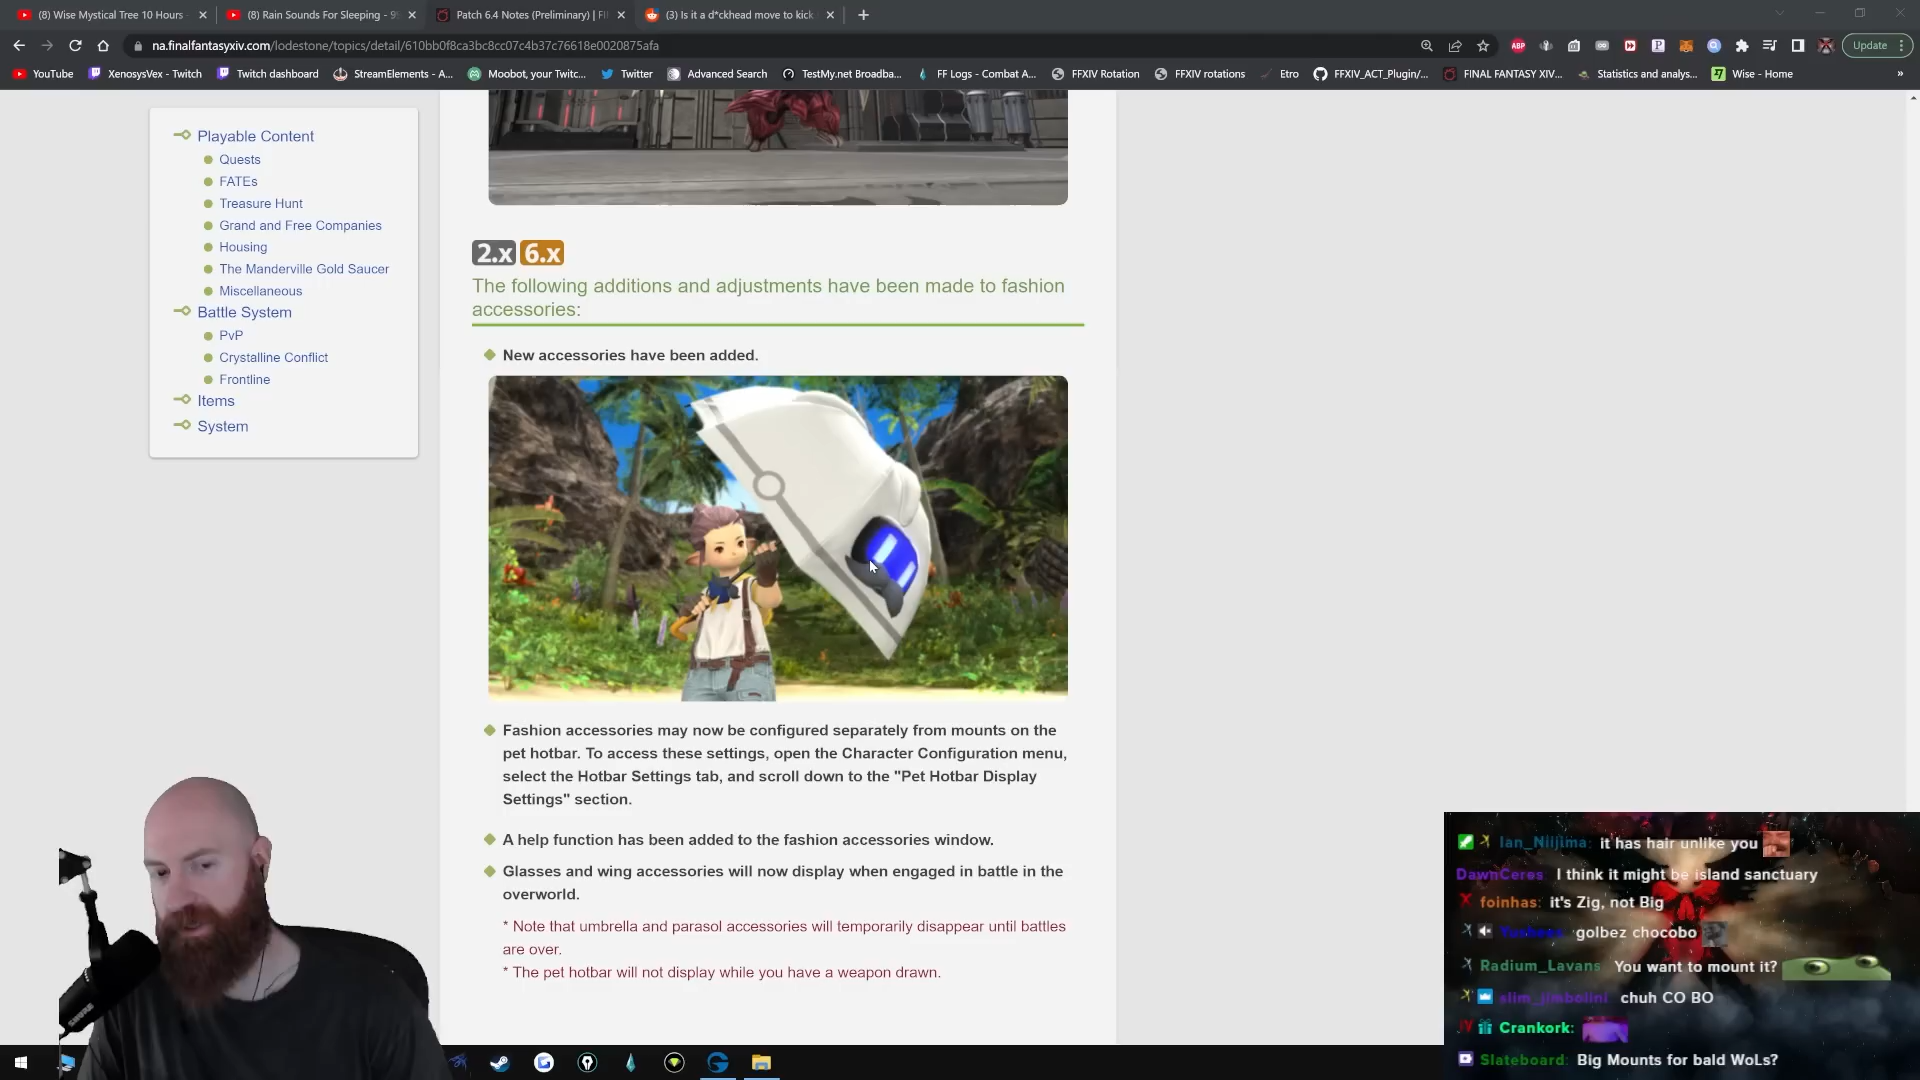 (8) Wise Mystical Tree 10 Hours -
(8) Rain Sounds For Sleeping - 9
Patch 6.4 Notes (Preliminary) | FI
(3) Is it a d*ckhead move to kick
na.finalfantasyxiv.com/lodestone/topics/detail/610bb0f8ca3bc8cc07c4b37c76618e0020875afa
Update
YouTube
XenosysVex - Twitch
Twitch dashboard
StreamElements - A...
Moobot, your Twitc...
Twitter
Advanced Search
TestMy.net Broadba...
FF Logs - Combat A...
FFXIV Rotation
FFXIV rotations
Etro
FFXIV_ACT_Plugin/...
FINAL FANTASY XIV...
Statistics and analys...
Wise - Home
Playable Content
Quests
FATEs
Treasure Hunt
Grand and Free Companies
Housing
The Manderville Gold Saucer
Miscellaneous
Battle System
PvP
Crystalline Conflict
Frontline
Items
System
2.x 6.x
The following additions and adjustments have been made to fashion
accessories:
New accessories have been added.
Fashion accessories may now be configured separately from mounts on the
pet hotbar. To access these settings, open the Character Configuration menu,
select the Hotbar Settings tab, and scroll down to the "Pet Hotbar Display
Settings" section.
A help function has been added to the fashion accessories window.
Glasses and wing accessories will now display when engaged in battle in the
overworld.
* Note that umbrella and parasol accessories will temporarily disappear until battles
are over.
* The pet hotbar will not display while you have a weapon drawn.
SHURE
Ian_Niijima: it has hair unlike you
DawnCeres I think it might be island sanctuary
foinhas: it's Zig, not Big
golbez chocobo
Radium_Lavans You want to mount it?
slim_jimbolini chuh CO BO
Crankork:
Slateboard: Big Mounts for bald WoLs?